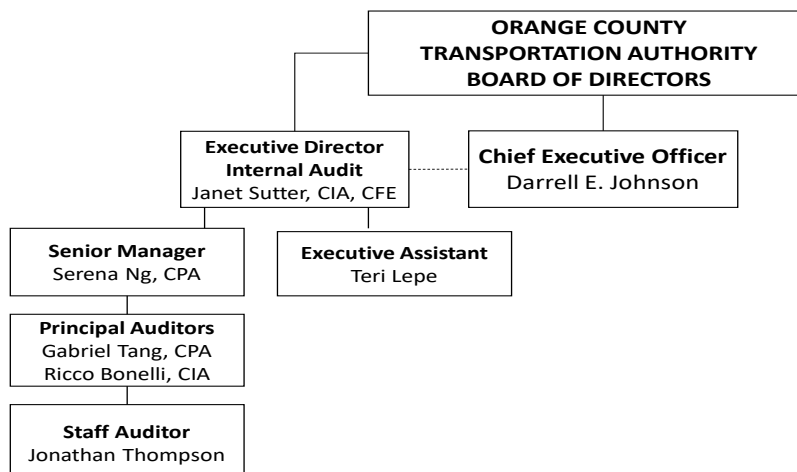 ORANGE COUNTY
TRANSPORTATION AUTHORITY
BOARD OF DIRECTORS
Executive Director
Internal Audit
Janet Sutter, CIA, CFE
Chief Executive Officer
Darrell E. Johnson
Senior Manager
Serena Ng, CPA
Executive Assistant
Teri Lepe
Principal Auditors
Gabriel Tang, CPA
Ricco Bonelli, CIA
Staff Auditor
Jonathan Thompson